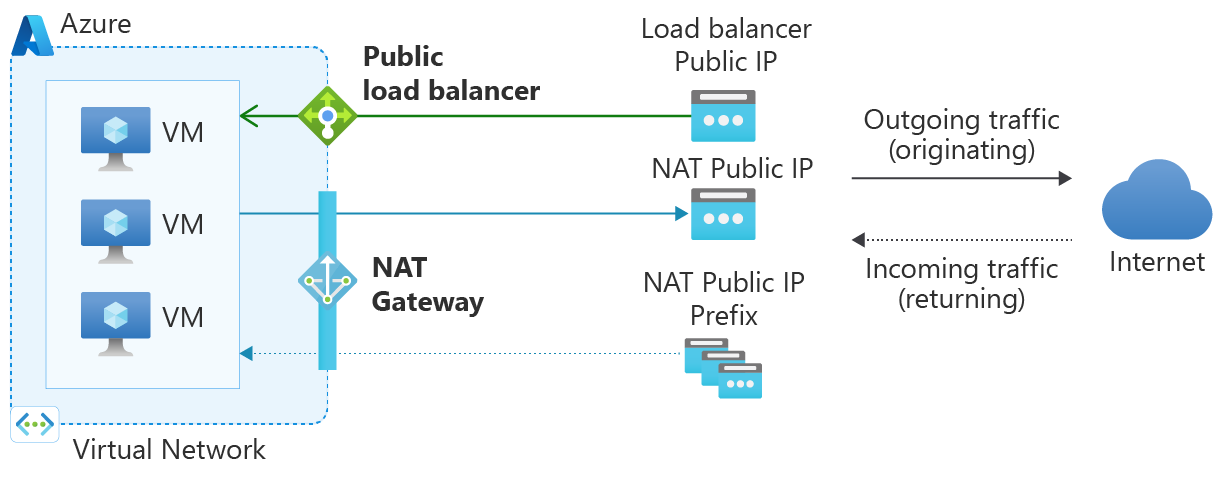 Azure
Public
load balancer
Load balancer
Public IP
VM
VM
VM
NAT Public IP
NAT
Gateway
NAT Public IP
Prefix
Outgoing traffic
(originating)
Incoming traffic
(returning)
Internet
Virtual Network